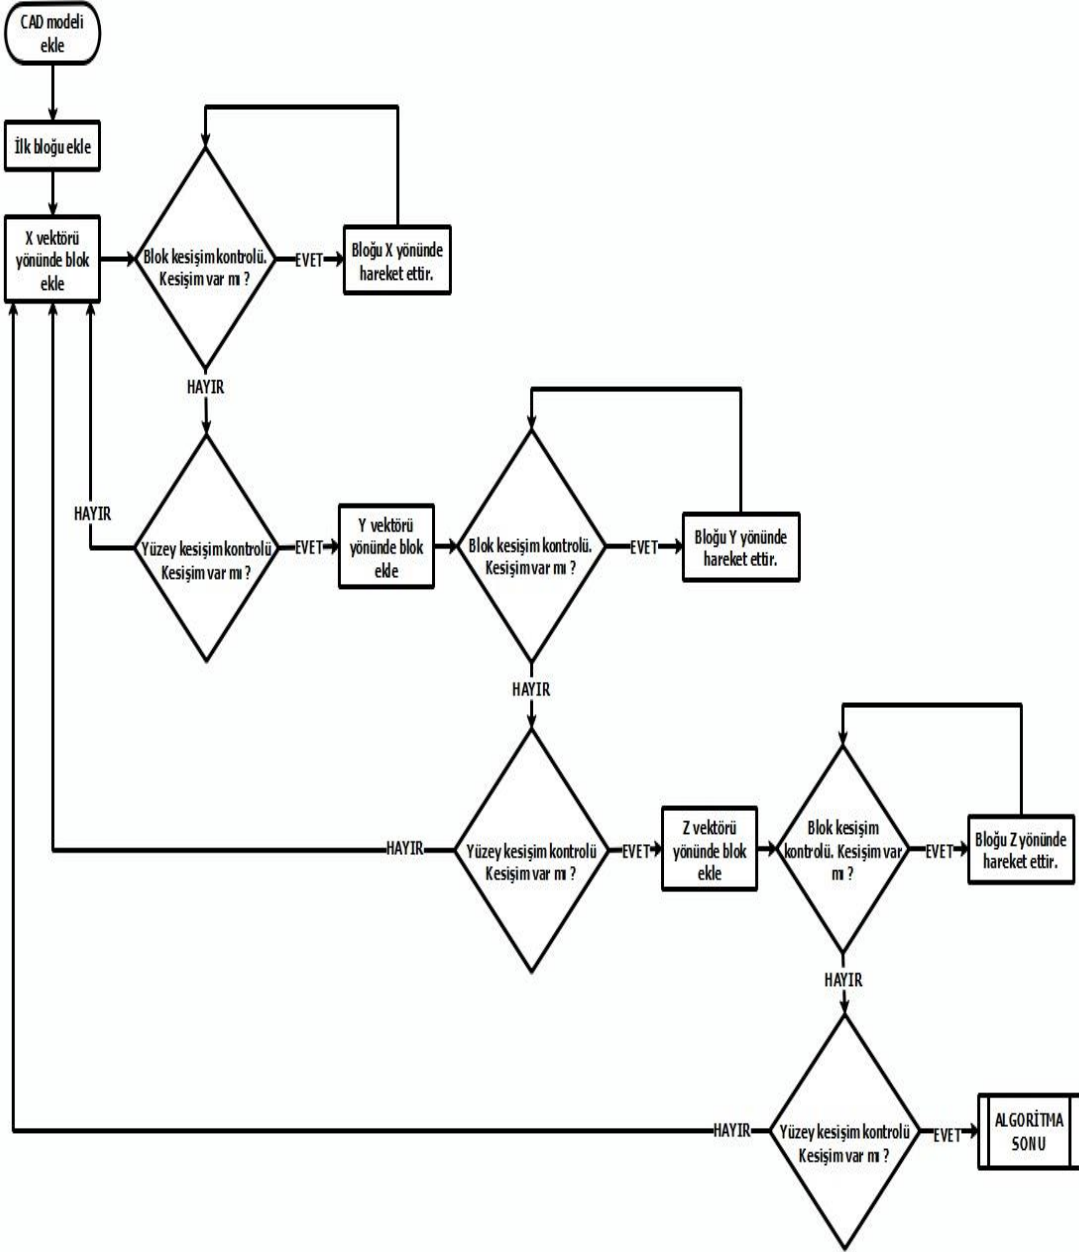 CAD modeli
ekle
İlk bloğu ekle
X vektörü
yönünde blok
ekle
Blok kesişim kontrolü.
Kesişim var mı ?
EVET
Bloğu X yönünde
hareket ettir.
HAYIR
Yüzey kesişim kontrolü
Kesişim var mı ?
HAYIR
EVET
Y vektörü
yönünde blok
ekle
Blok kesişim kontrolü.
Kesişim var mı ?
EVET
Bloğu Y yönünde
hareket ettir.
HAYIR
Yüzey kesişim kontrolü
Kesişim var mı ?
HAYIR
EVET
Z vektörü
yönünde blok
ekle
Blok kesişim
kontrolü. Kesişim var
mı ?
EVET
Bloğu Z yönünde
hareket ettir.
HAYIR
Yüzey kesişim kontrolü
Kesişim var mı ?
HAYIR
EVET
ALGORİTMA
SONU